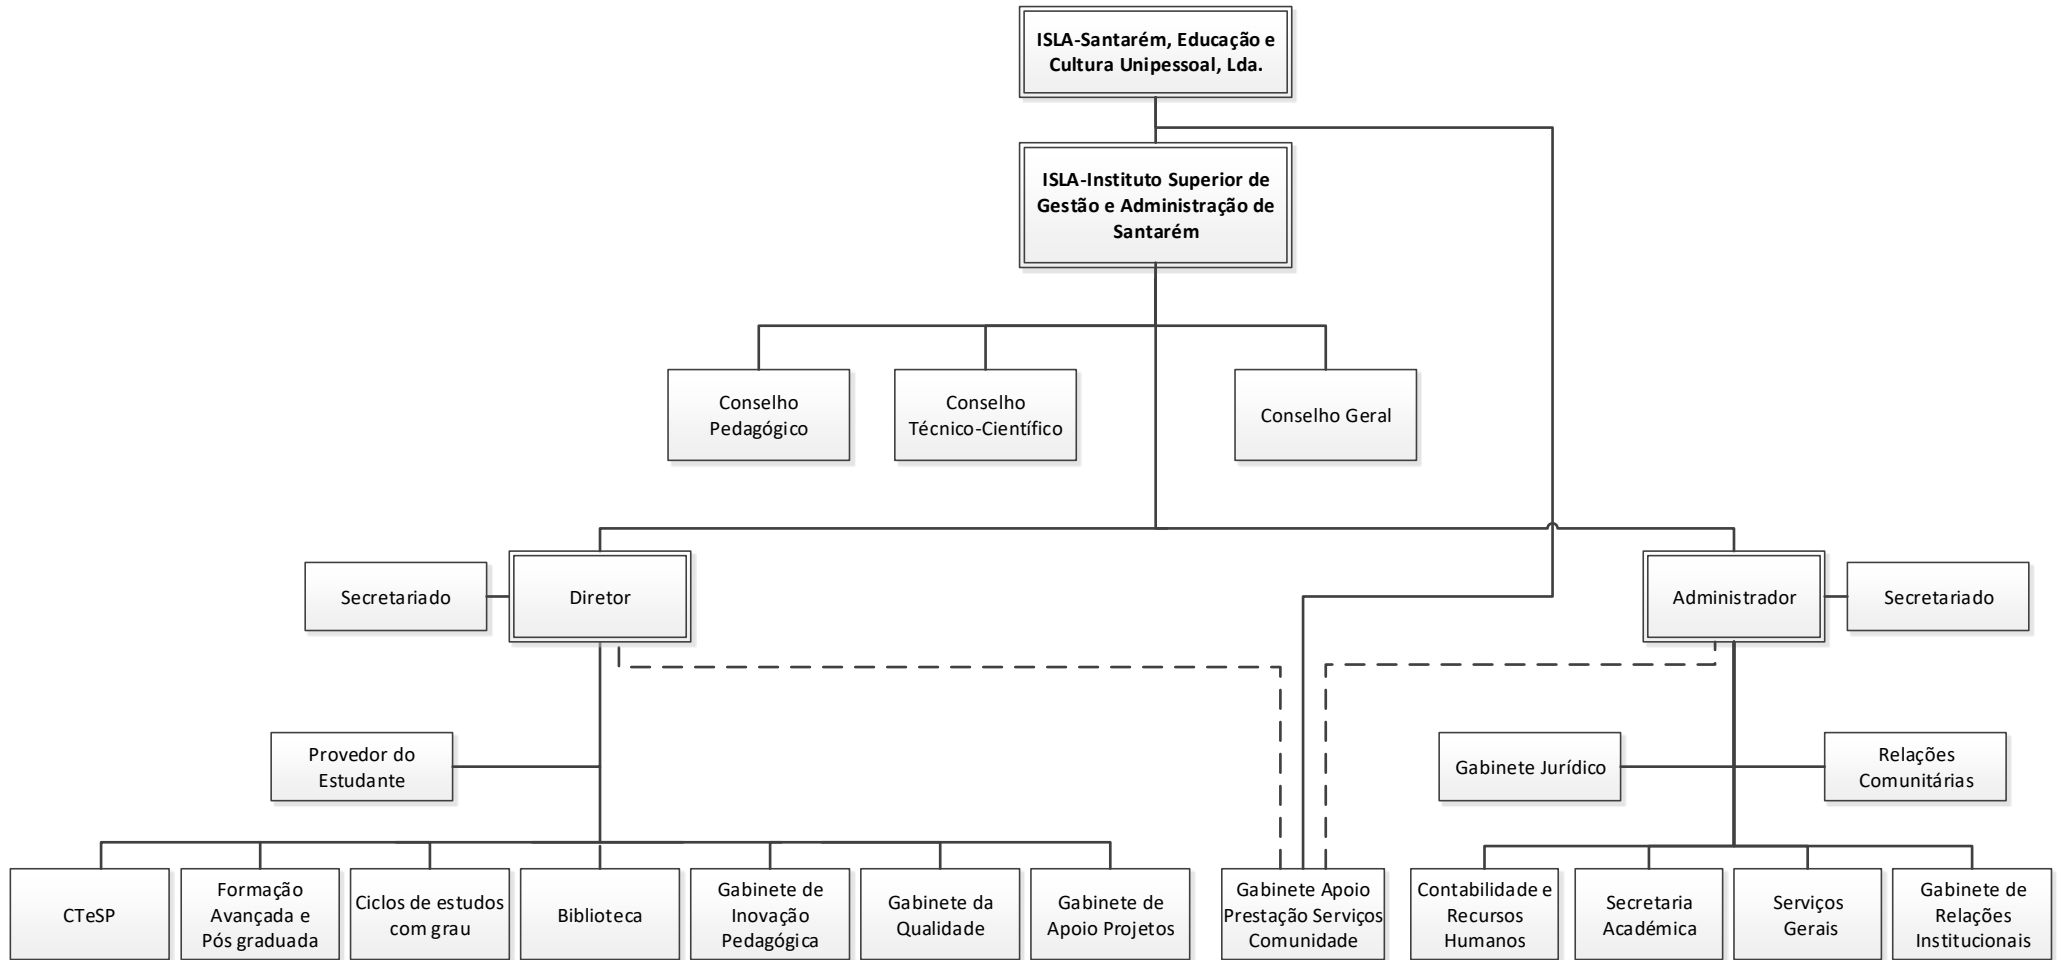 ISLA-Santarém, Educação e
Cultura Unipessoal, Lda.
ISLA-Instituto Superior de
Gestão e Administração de
Santarém
Conselho
Pedagógico
Conselho
Técnico-Científico
Conselho Geral
Secretariado
Diretor
Administrador
Secretariado
Provedor do
Estudante
Gabinete Jurídico
Relações
Comunitárias
CTeSP
Formação
Avançada e
Pós graduada
Ciclos de estudos
com grau
Biblioteca
Gabinete de
Inovação
Pedagógica
Gabinete da
Qualidade
Gabinete de
Apoio Projetos
Gabinete Apoio
Prestação Serviços
Comunidade
Contabilidade e
Recursos
Humanos
Secretaria
Académica
Serviços
Gerais
Gabinete de
Relações
Institucionais